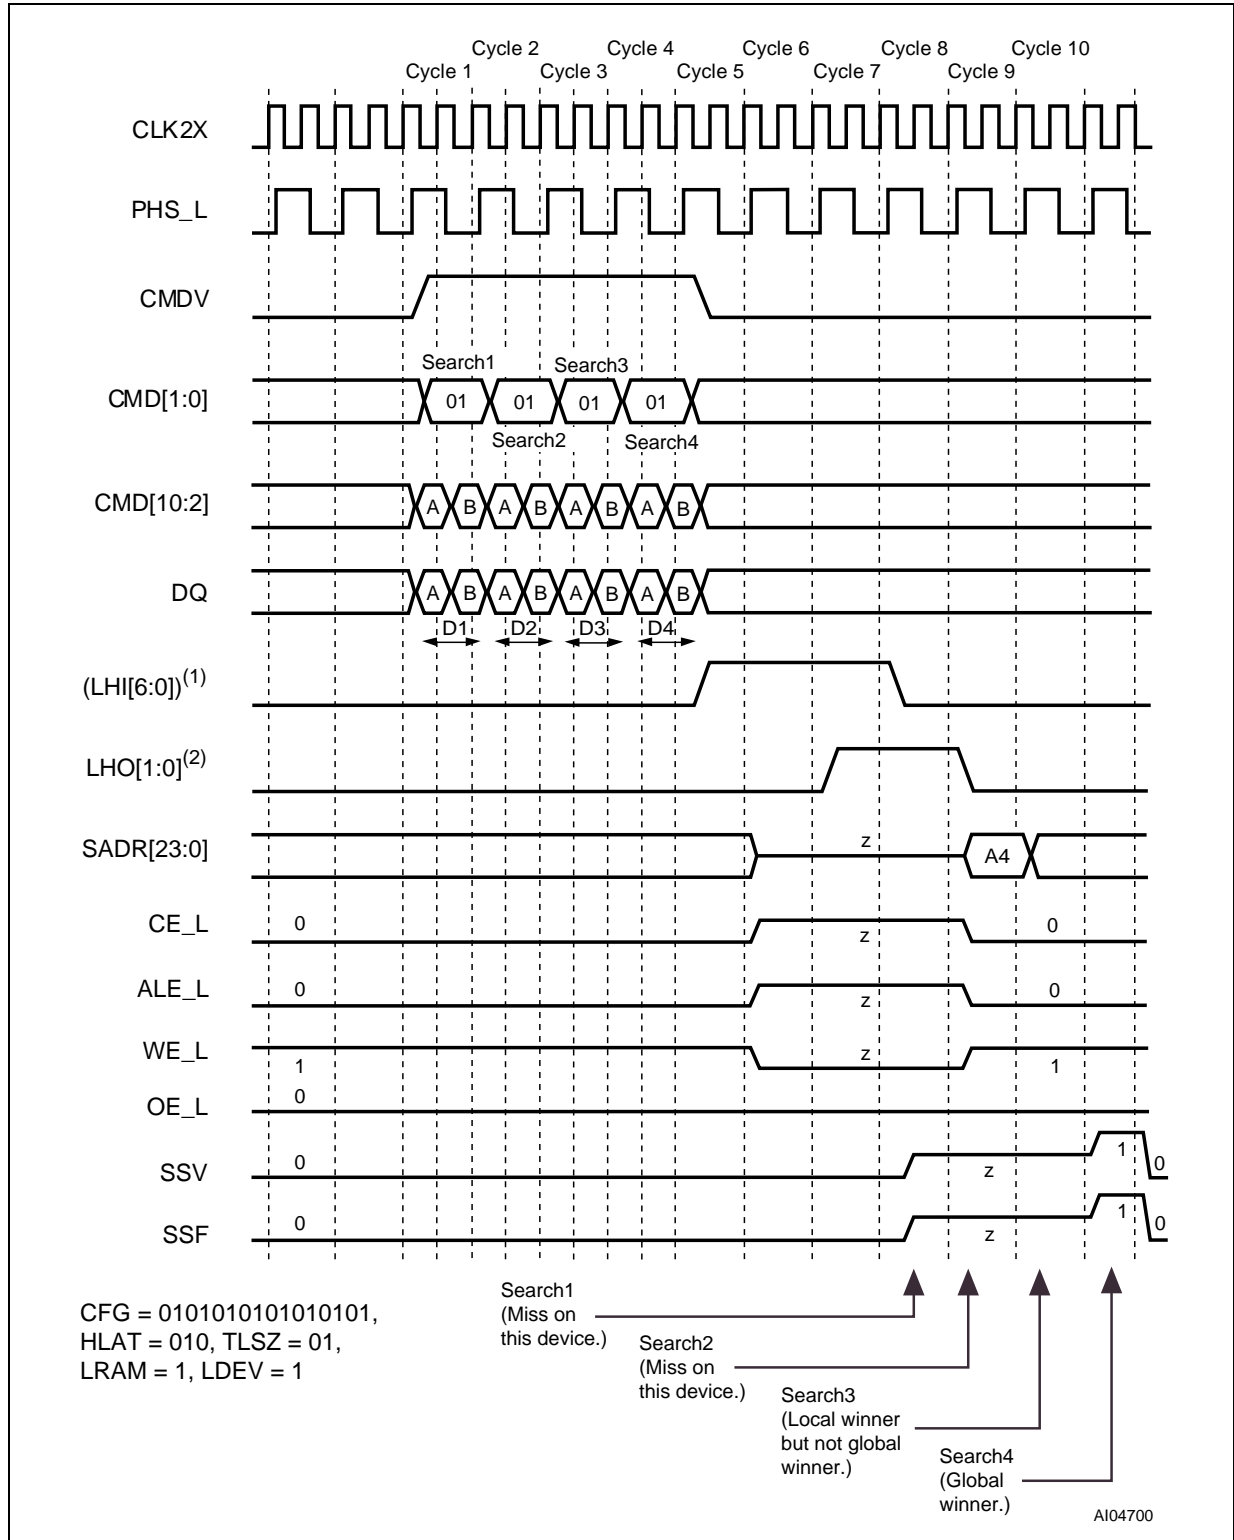 Cycle 2 Cycle 4 Cycle 6 Cycle 8 Cycle 10
Cycle 1 Cycle 3 Cycle 5 Cycle 7 Cycle 9
CLK2X
PHS_L
CMDV
Search1 Search3
CMD[1:0] 01 01 01 01
Search2 Search4
CMD[10:2] A B A B A B A B
DQ A B A B A B A B
D1 D2 D3 D4
(LHI[6:0])(1)
LHO[1:0](2)
SADR[23:0] z A4
CE_L 0 z 0
ALE_L 0 z 0
WE_L 1 z 1
OE_L 0
SSV 0 z 1 0
SSF 0 z 1 0
CFG = 0101010101010101,
HLAT = 010, TLSZ = 01,
LRAM = 1, LDEV = 1
Search1
(Miss on
this device.)
Search2
(Miss on
this device.)
Search3
(Local winner
but not global
winner.)
Search4
(Global
winner.)
AI04700